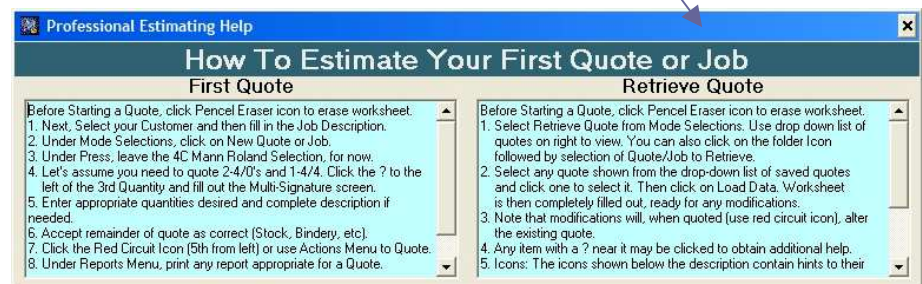 Professional Estimating Help
How To Estimate Your First Quote or Job
First Quote
Before Starting a Quote, click Pencel Eraser icon to erase worksheet.
1. Next, Select your Customer and then fill in the Job Description.
2. Under Mode Selections, click on New Quote or Job.
3. Under Press, leave the 4C Mann Roland Selection, for now.
4. Let's assume you need to quote 2-4/0's and 1-4/4. Click the ? to the
left of the 3rd Quantity and fill out the Multi-Signature screen.
5. Enter appropriate quantities desired and complete description if
needed.
6. Accept remainder of quote as correct (Stock, Bindery, etc).
7. Click the Red Circuit Icon (5th from left) or use Actions Menu to Quote.
8. Under Reports Menu, print any report appropriate for a Quote.
Retrieve Quote
Before Starting a Quote, click Pencel Eraser icon to erase worksheet.
1. Select Retrieve Quote from Mode Selections. Use drop down list of
quotes on right to view. You can also click on the folder Icon
followed by selection of Quote/Job to Retrieve.
2. Select any quote shown from the drop-down list of saved quotes
and click one to select it. Then click on Load Data. Worksheet
is then completely filled out, ready for any modifications.
3. Note that modifications will, when quoted (use red circuit icon), alter
the existing quote.
4. Any item with a ? near it may be clicked to obtain additional help.
5. Icons: The icons shown below the description contain hints to their